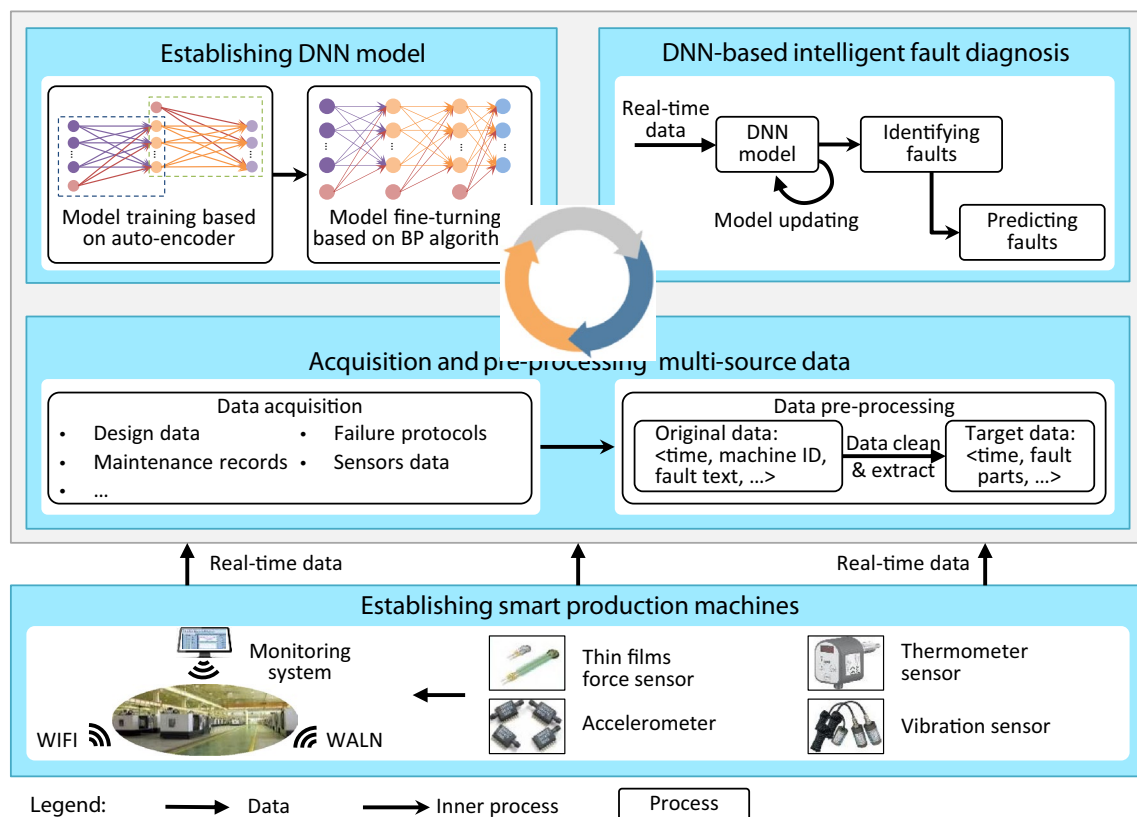 Establishing DNN model
Model training based
on auto-encoder
Model fine-turning
based on BP algorith
DNN-based intelligent fault diagnosis
Real-time
data
DNN
model
Identifying
faults
Model updating
Predicting
faults
Acquisition and pre-processing multi-source data
Data acquisition
• Design data
• Failure protocols
• Maintenance records
• Sensors data
• ...
Data pre-processing
Original data:
<time, machine ID,
fault text, ...>
Data clean
& extract
Target data:
<time, fault
parts, ...>
Real-time data
Real-time data
Establishing smart production machines
Monitoring
system
WIFI
WALN
Thin films
force sensor
Accelerometer
Thermometer
sensor
Vibration sensor
Legend:
Data
Inner process
Process